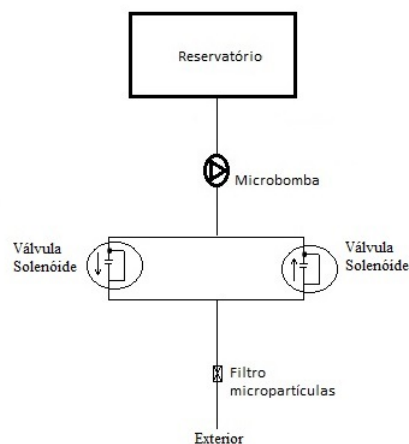 Reservatório
Microbomba
Válvula
Solenóide
Válvula
Solenóide
Filtro
micropartículas
Exterior